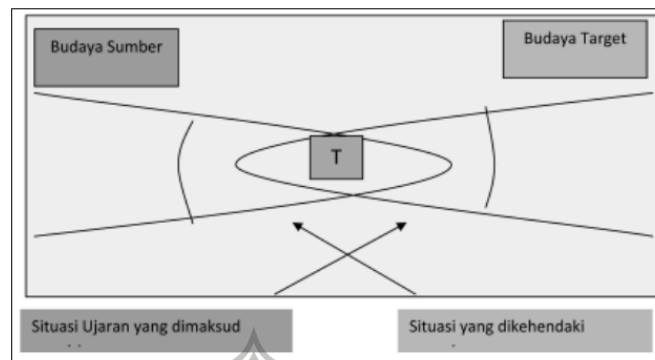 Budaya Sumber
Budaya Target
T
Situasi Ujaran yang dimaksud
Situasi yang dikehendaki